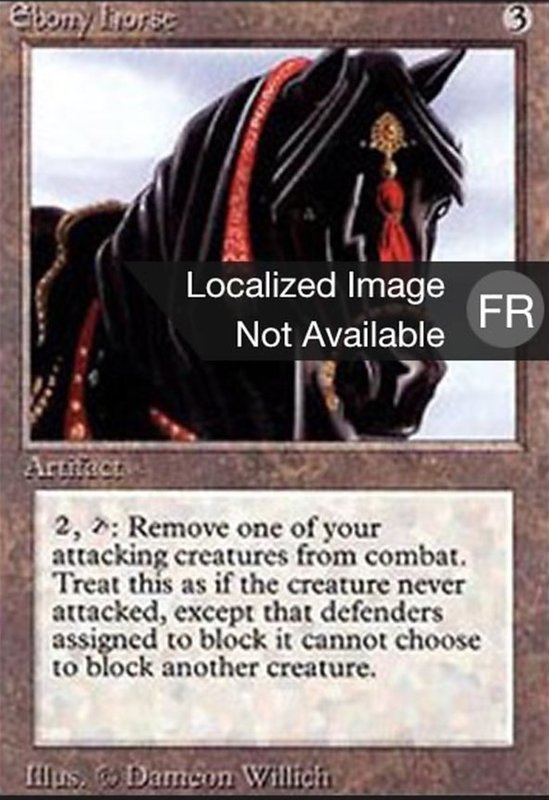 Ebony Horse 3
Localized Image
Not Available
FR
Artifact
2, : Remove one of your
attacking creatures from combat.
Treat this as if the creature never
attacked, except that defenders
assigned to block it cannot choose
to block another creature.
Illus. © Dameon Willich